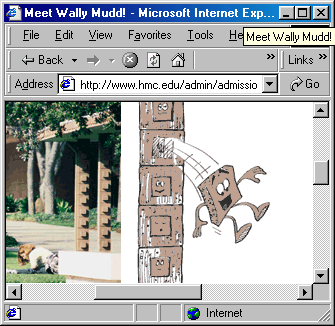 Meet Wally Mudd! - Microsoft Internet Exp...
File Edit View Favorites Tools He
Meet Wally Mudd!
Back » Links »
Address http://www.hmc.edu/admin/admissio Go
Internet